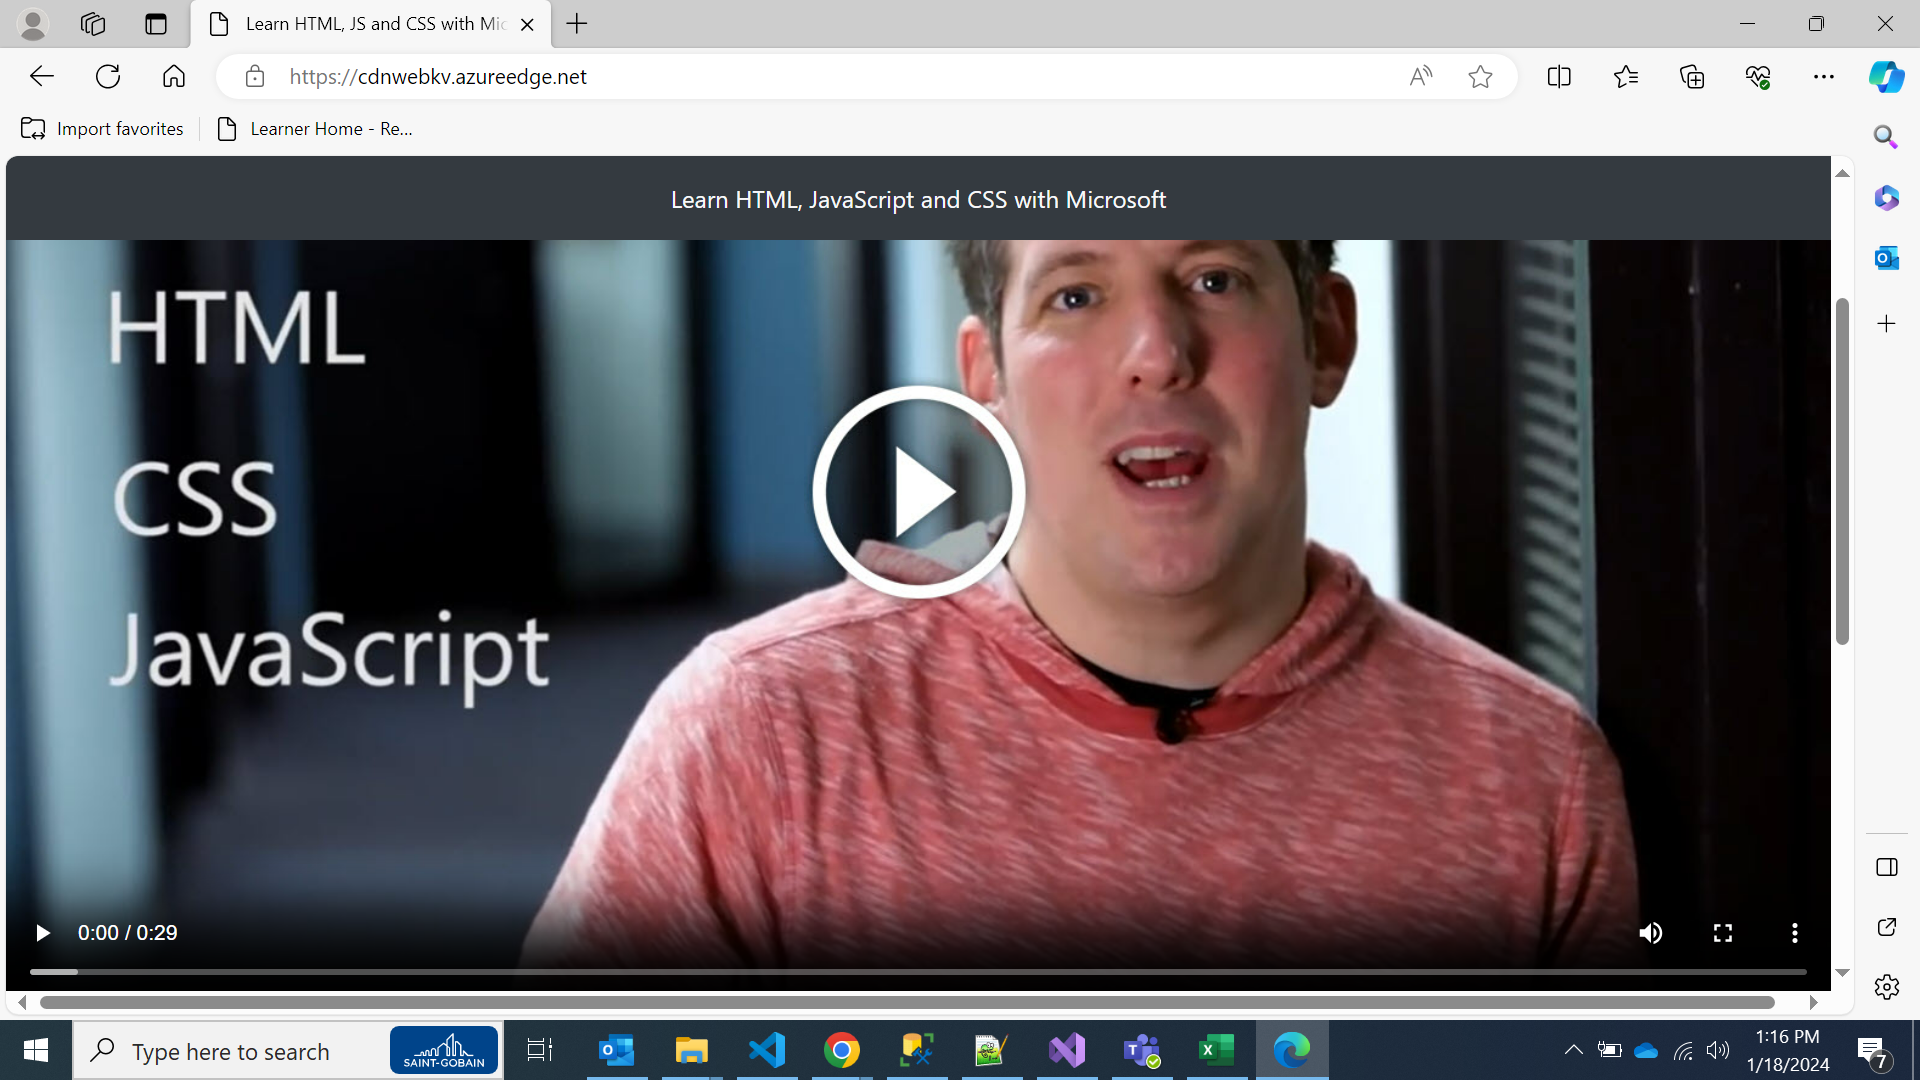 Learn HTML, JS and CSS with Mic
https://cdnwebkv.azureedge.net
Import favorites
Learner Home - Re...
Learn HTML, JavaScript and CSS with Microsoft
HTML
CSS
JavaScript
0:00 / 0:29
Type here to search
SAINT-GOBAIN
1:16 PM
1/18/2024
7